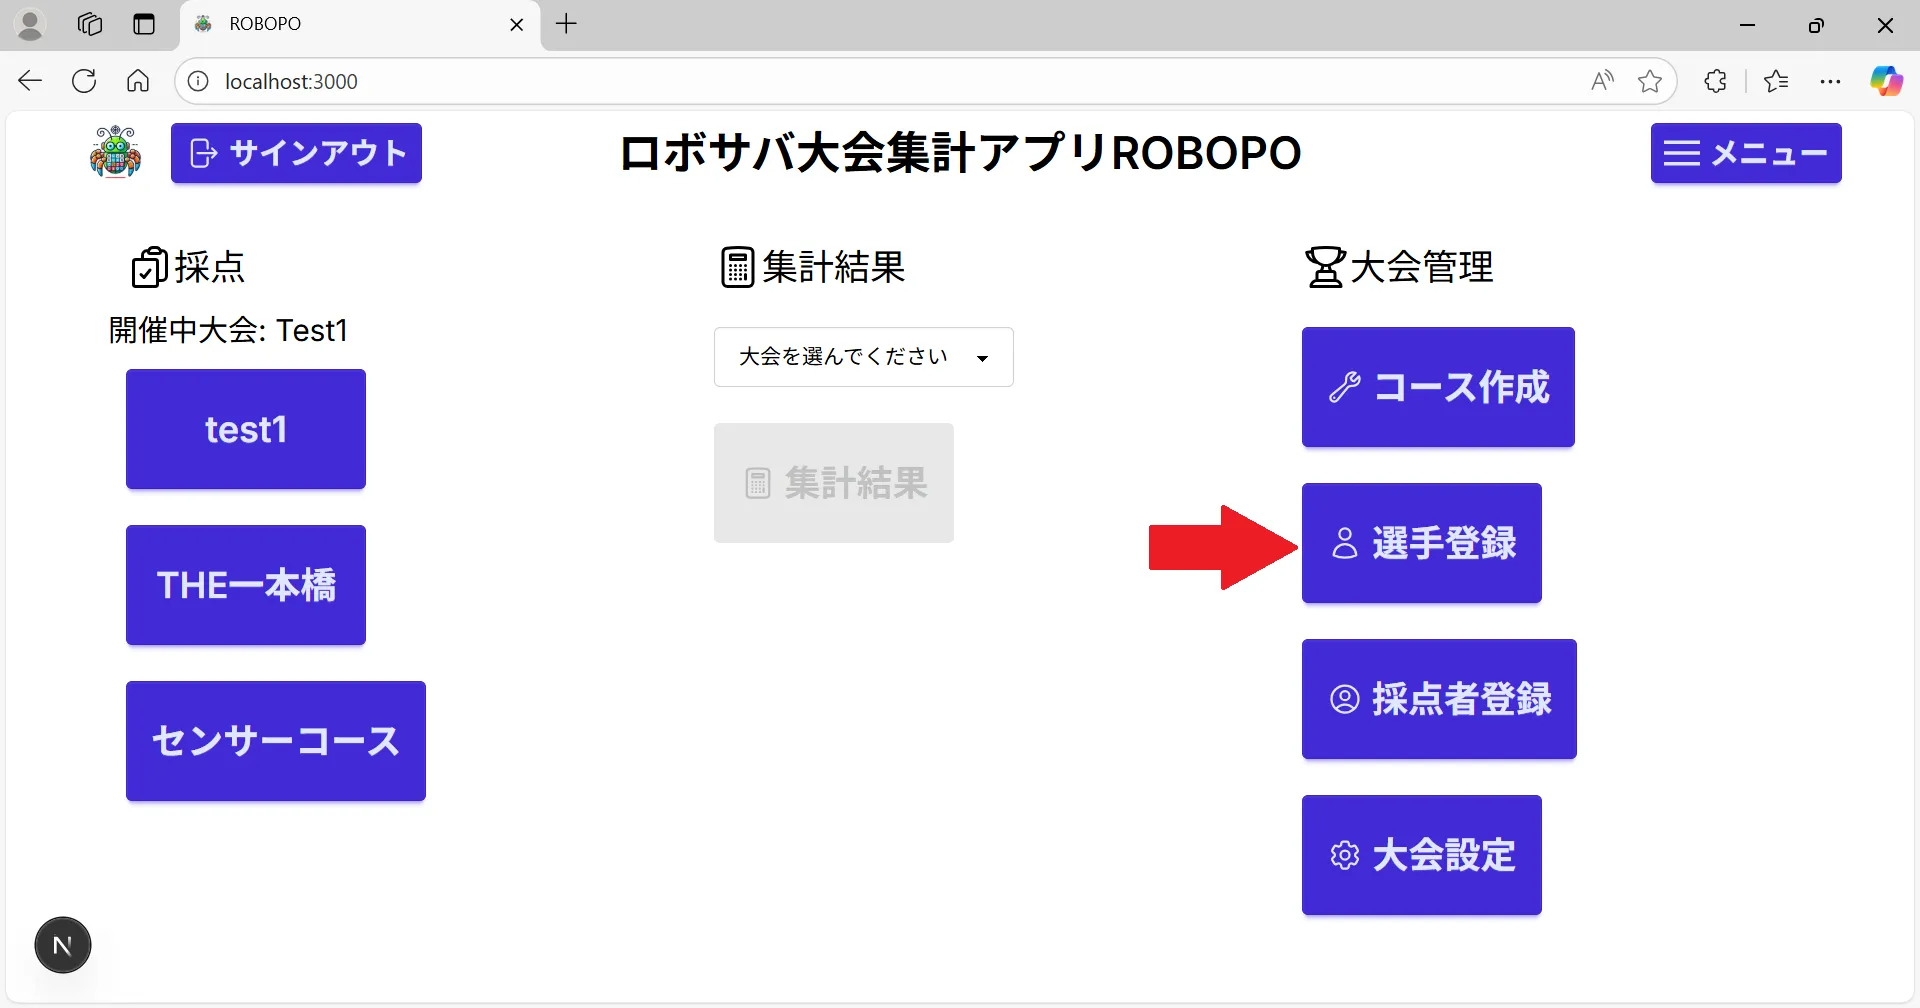 ROBOPO
localhost:3000
サインアウト
ロボサバ大会集計アプリROBOPO
メニュー
採点
開催中大会: Test1
test1
THE一本橋
センサーコース
集計結果
大会を選んでください
集計結果
大会管理
コース作成
選手登録
採点者登録
大会設定
N